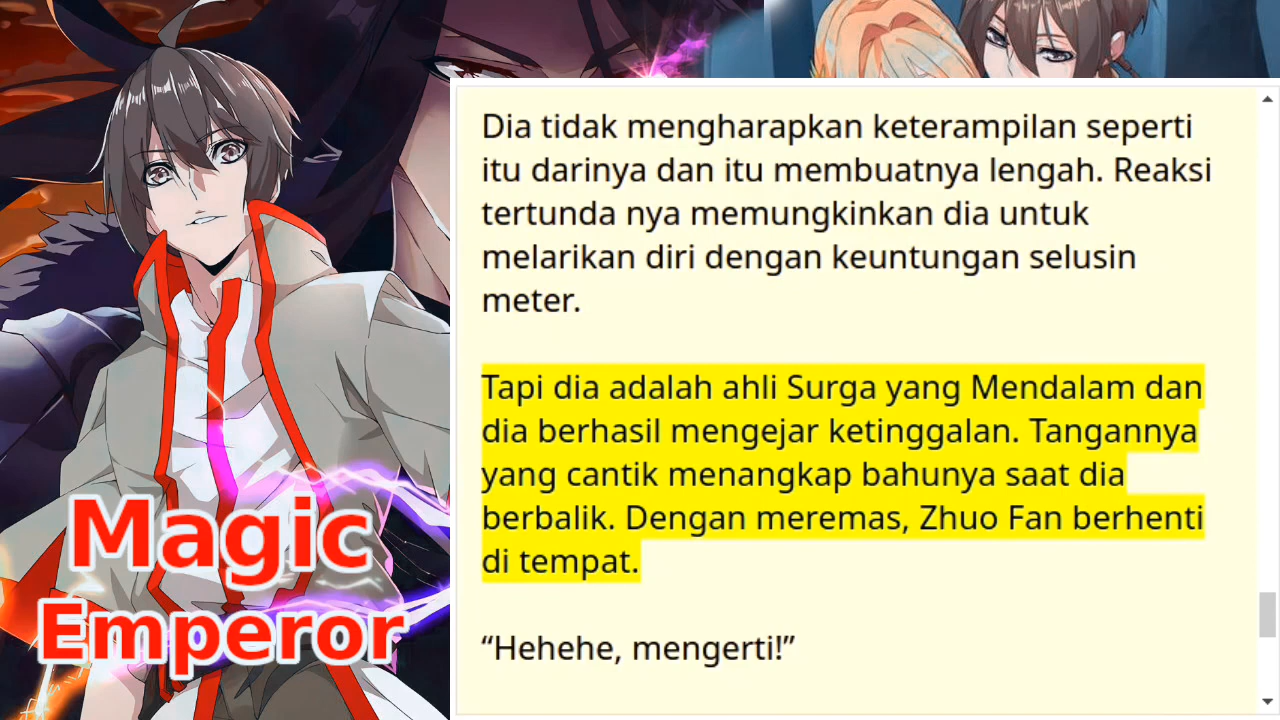 Magic
Emperor
Dia tidak mengharapkan keterampilan seperti
itu darinya dan itu membuatnya lengah. Reaksi
tertunda nya memungkinkan dia untuk
melarikan diri dengan keuntungan selusin
meter.
Tapi dia adalah ahli Surga yang Mendalam dan
dia berhasil mengejar ketinggalan. Tangannya
yang cantik menangkap bahunya saat dia
berbalik. Dengan meremas, Zhuo Fan berhenti
di tempat.
“Hehehe, mengerti!”